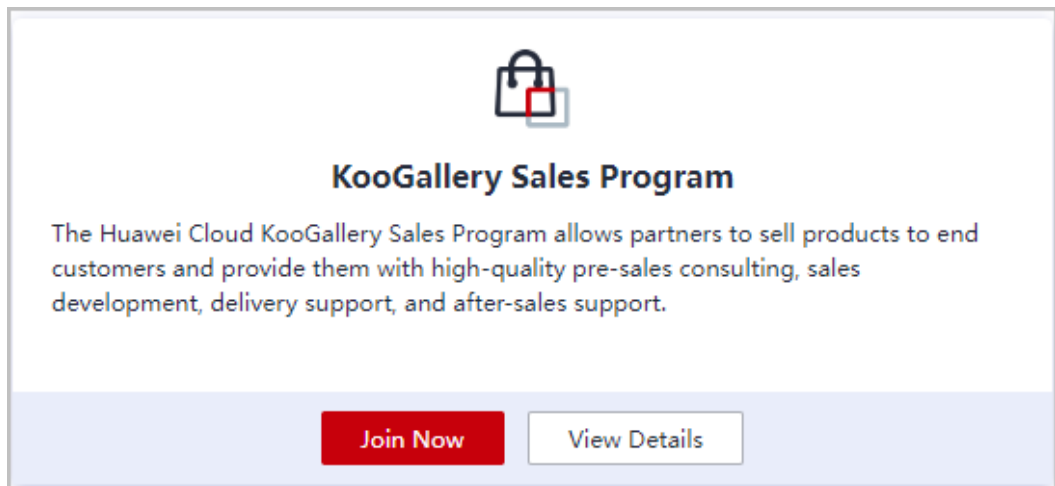 KooGallery Sales Program
The Huawei Cloud KooGallery Sales Program allows partners to sell products to end
customers and provide them with high-quality pre-sales consulting, sales
development, delivery support, and after-sales support.
Join Now
View Details